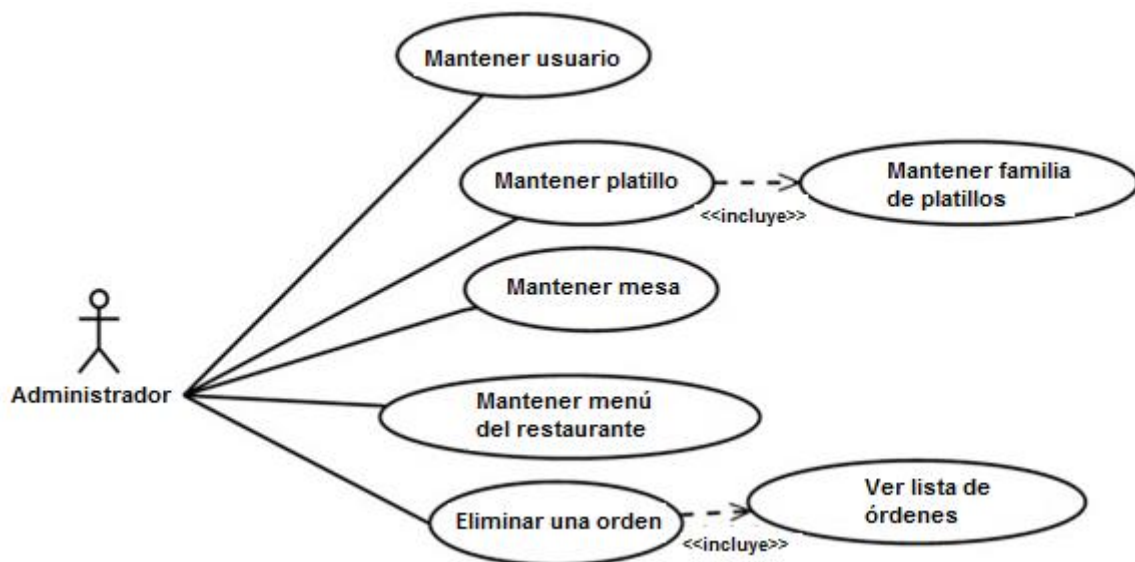 Mantener usuario
Mantener platillo
<<incluye>>
Mantener familia
de platillos
Mantener mesa
Administrador
Mantener menú
del restaurante
Eliminar una orden
<<incluye>>
Ver lista de
órdenes